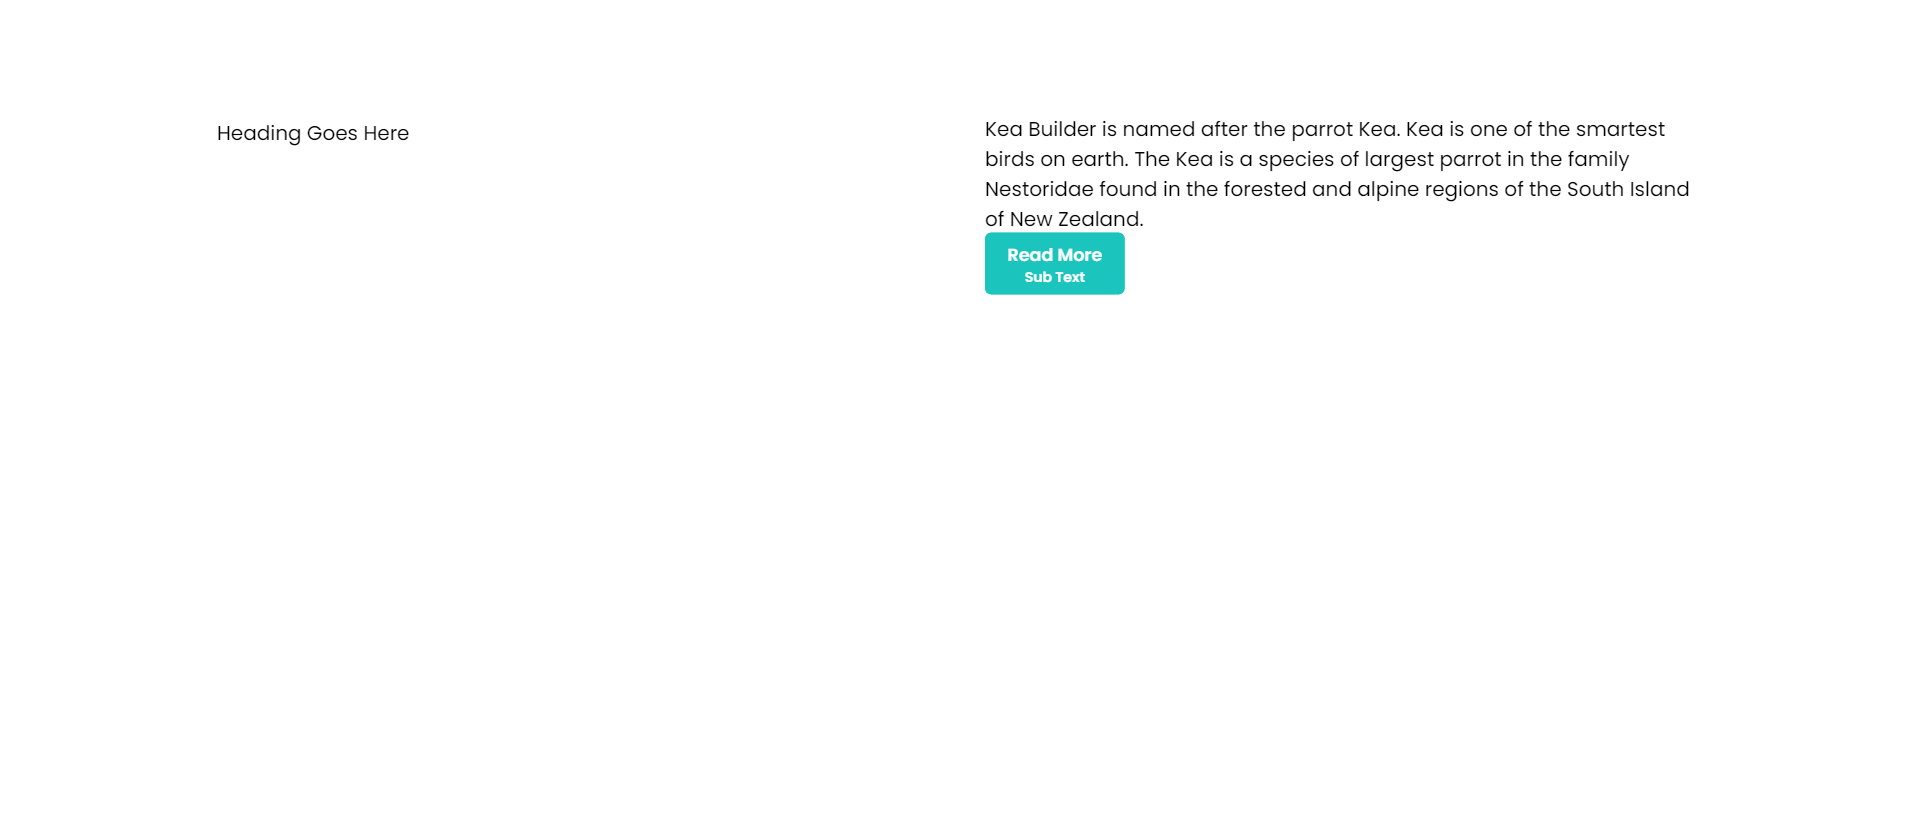 Heading Goes Here
Kea Builder is named after the parrot Kea. Kea is one of the smartest
birds on earth. The Kea is a species of largest parrot in the family
Nestoridae found in the forested and alpine regions of the South Island
of New Zealand.
Read More
Sub Text